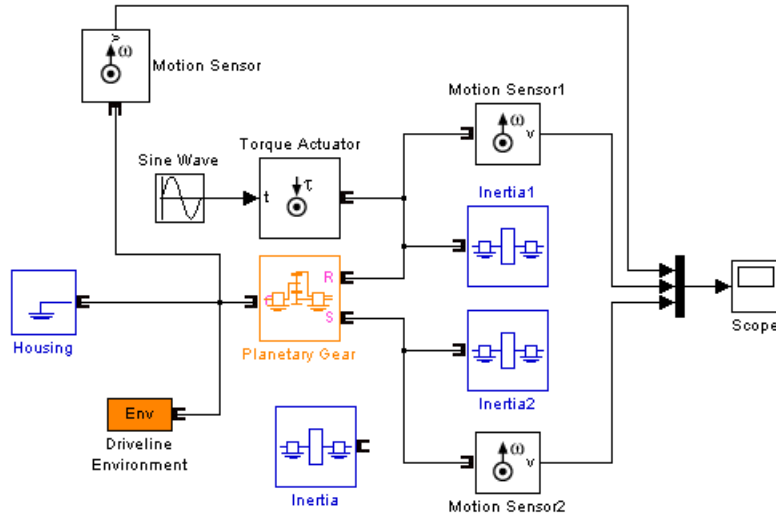 v
ω
Motion Sensor
Motion Sensor1
ω
v
Torque Actuator
Sine Wave
t
τ
Inertia1
R
C
S
Housing
Planetary Gear
Scope
Env
Driveline
Environment
Inertia2
Inertia
ω
v
Motion Sensor2